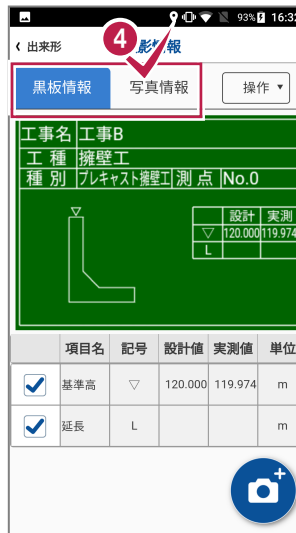 93% 16:32
出来形 影情報
4
黒板情報 写真情報 操作 ▼
工事名 工事B
工種 擁壁工
種別 プレキャスト擁壁工 測点 No.0
設計 実測
▽ 120.000 119.974
L
項目名 記号 設計値 実測値 単位
基準高 ▽ 120.000 119.974 m
延長 L m